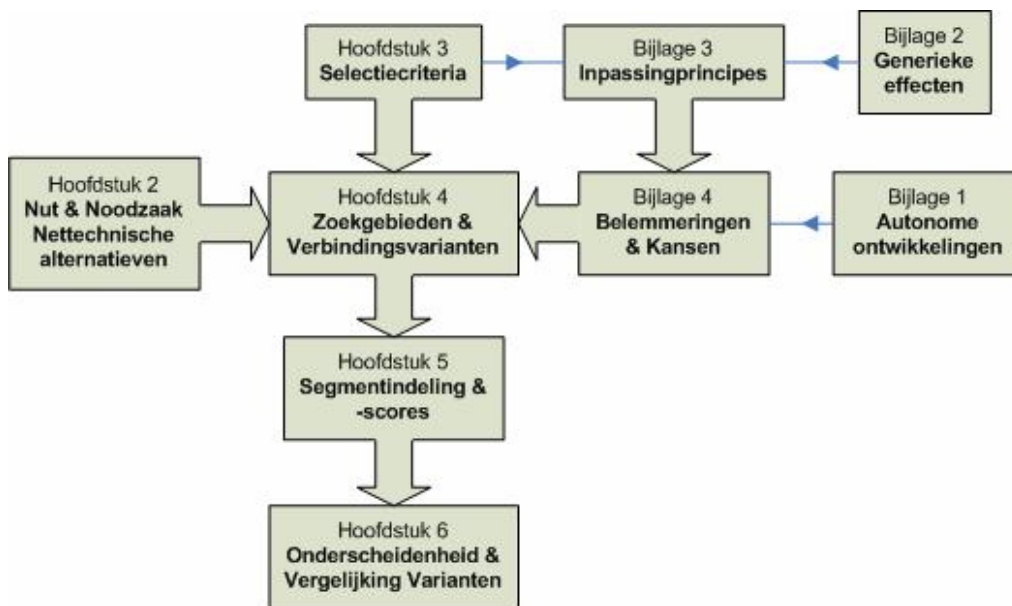 Hoofdstuk 3
Selectiecriteria
Bijlage 3
Inpassingprincipes
Bijlage 2
Generieke
effecten
Hoofdstuk 2
Nut & Noodzaak
Nettechnische
alternatieven
Hoofdstuk 4
Zoekgebieden &
Verbindingsvarianten
Bijlage 4
Belemmeringen
& Kansen
Bijlage 1
Autonome
ontwikkelingen
Hoofdstuk 5
Segmentindeling &
-scores
Hoofdstuk 6
Onderscheidenheid &
Vergelijking Varianten